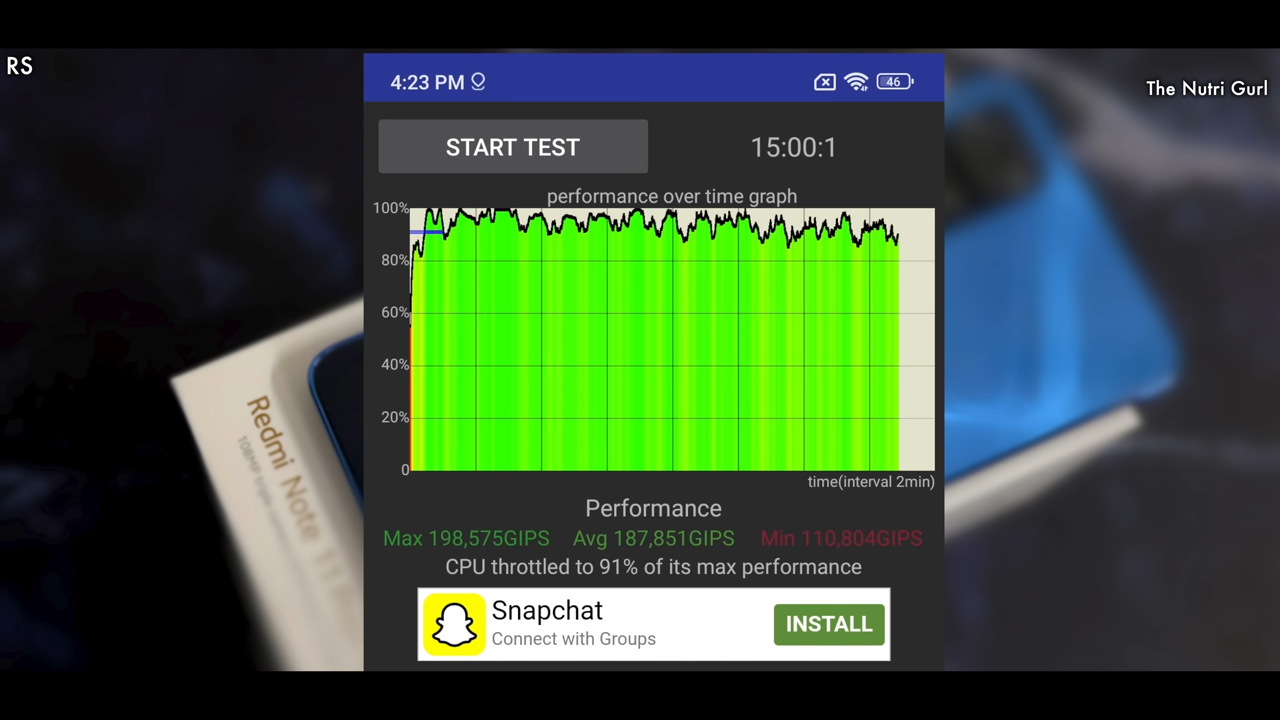 RS
The Nutri Gurl
4:23 PM
46
START TEST
15:00:1
performance over time graph
100%
80%
60%
40%
20%
0
time(interval 2min)
Performance
Max 198,575GIPS Avg 187,851GIPS Min 110,804GIPS
CPU throttled to 91% of its max performance
Snapchat
Connect with Groups
INSTALL
Redmi Note 11